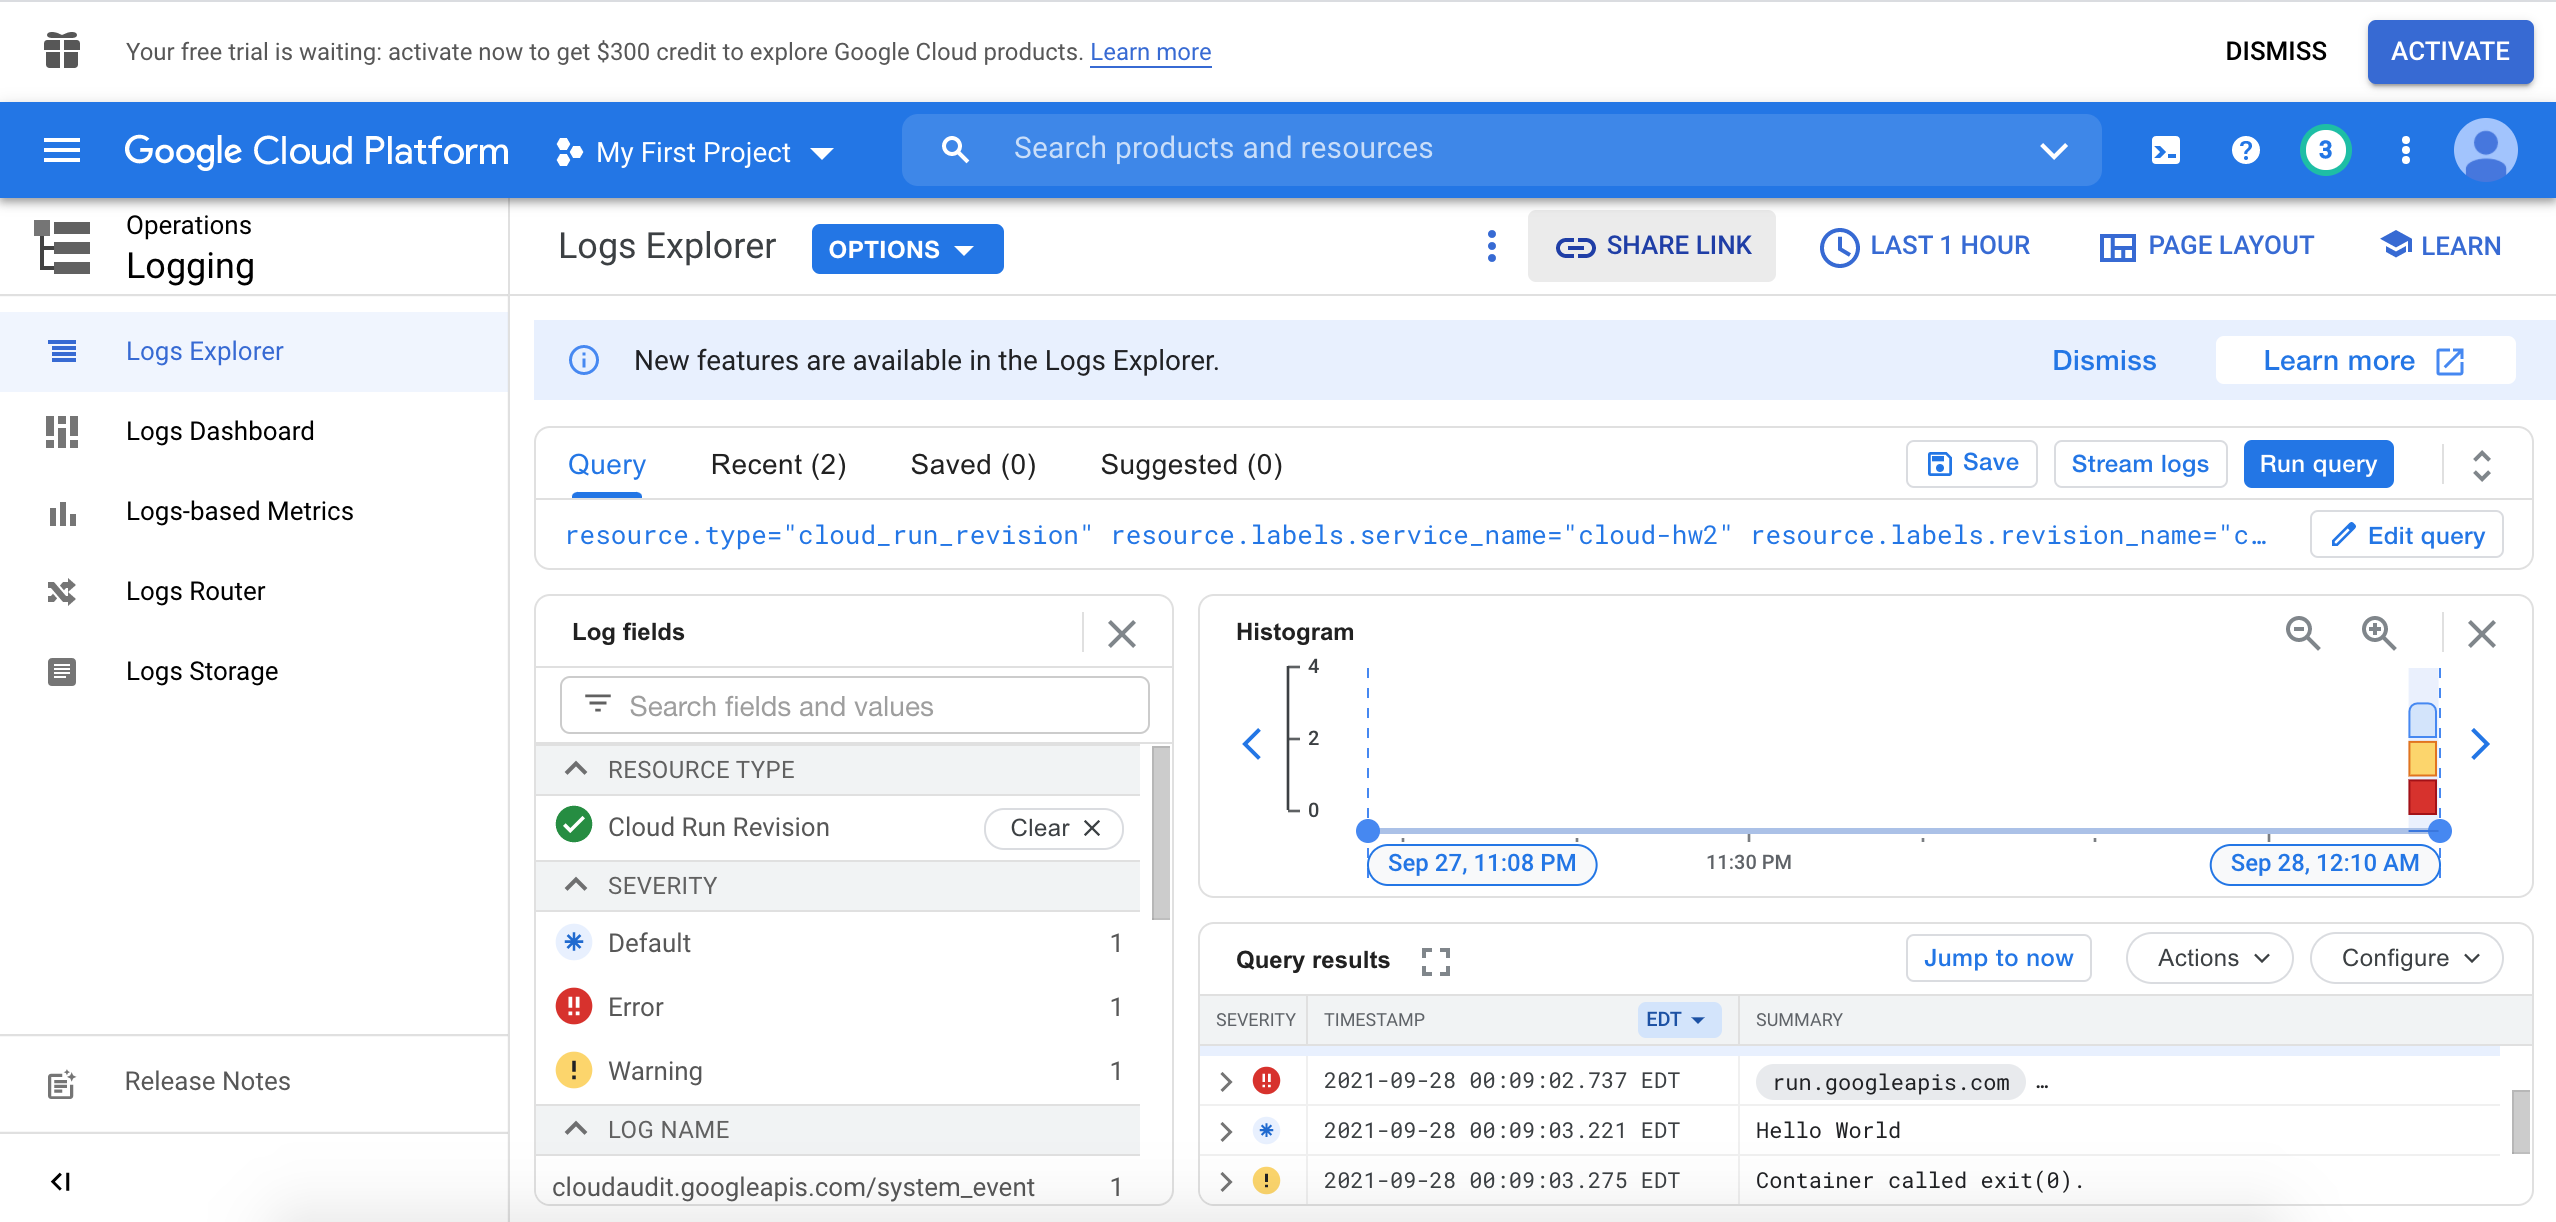 Your free trial is waiting: activate now to get $300 credit to explore Google Cloud products. Learn more
DISMISS
ACTIVATE
Google Cloud Platform
My First Project
Search products and resources
3
Operations
Logging
Logs Explorer
OPTIONS
SHARE LINK
LAST 1 HOUR
PAGE LAYOUT
LEARN
Logs Explorer
Logs Dashboard
Logs-based Metrics
Logs Router
Logs Storage
Release Notes
New features are available in the Logs Explorer.
Dismiss
Learn more
Query
Recent (2)
Saved (0)
Suggested (0)
Save
Stream logs
Run query
resource.type="cloud_run_revision" resource.labels.service_name="cloud-hw2" resource.labels.revision_name="c…
Edit query
Log fields
Search fields and values
RESOURCE TYPE
Cloud Run Revision
Clear
SEVERITY
Default 1
Error 1
Warning 1
LOG NAME
cloudaudit.googleapis.com/system_event 1
Histogram
4
2
0
Sep 27, 11:08 PM
11:30 PM
Sep 28, 12:10 AM
Query results
Jump to now
Actions
Configure
SEVERITY TIMESTAMP EDT SUMMARY
2021-09-28 00:09:02.737 EDT run.googleapis.com …
2021-09-28 00:09:03.221 EDT Hello World
2021-09-28 00:09:03.275 EDT Container called exit(0).